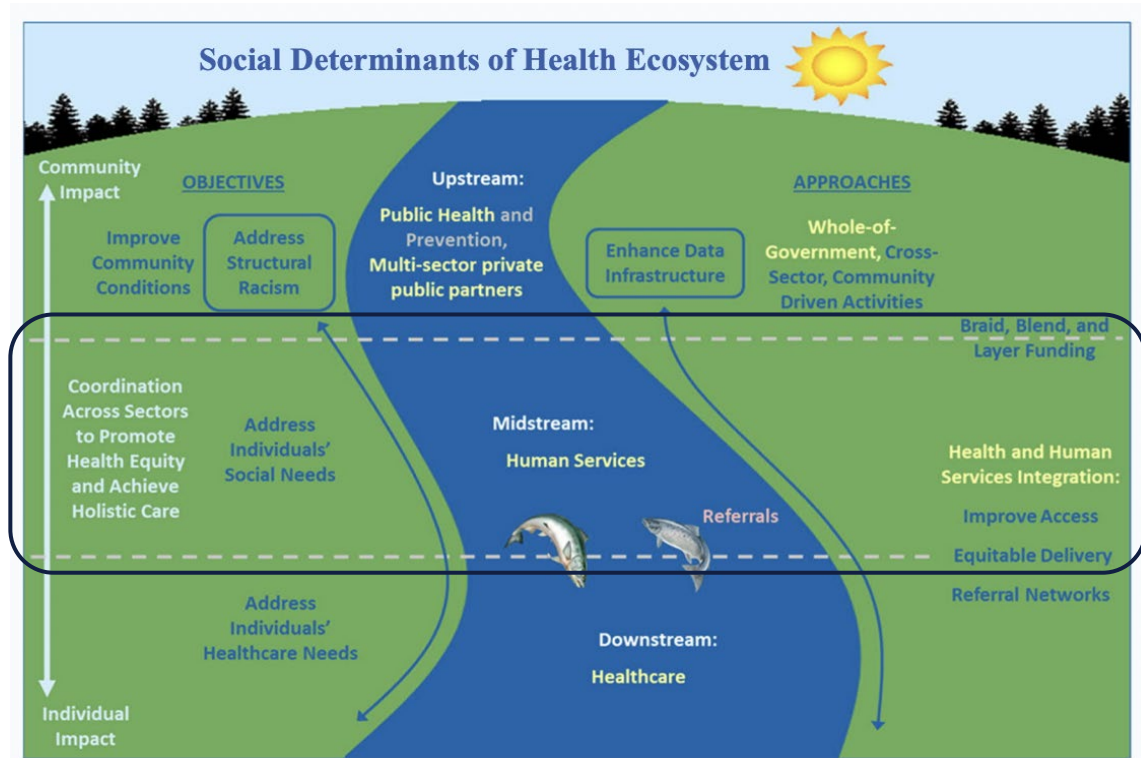 Social Determinants of Health Ecosystem
Community
Impact
OBJECTIVES
Improve
Community
Conditions
Address
Structural
Racism
Upstream:
Public Health and
Prevention,
Multi-sector private
public partners
APPROACHES
Enhance Data
Infrastructure
Whole-of-
Government, Cross-
Sector, Community
Driven Activities
Braid, Blend, and
Layer Funding
Coordination
Across Sectors
to Promote
Health Equity
and Achieve
Holistic Care
Address
Individuals’
Social Needs
Midstream:
Human Services
Referrals
Health and Human
Services Integration:
Improve Access
Equitable Delivery
Referral Networks
Address
Individuals’
Healthcare Needs
Downstream:
Healthcare
Individual
Impact